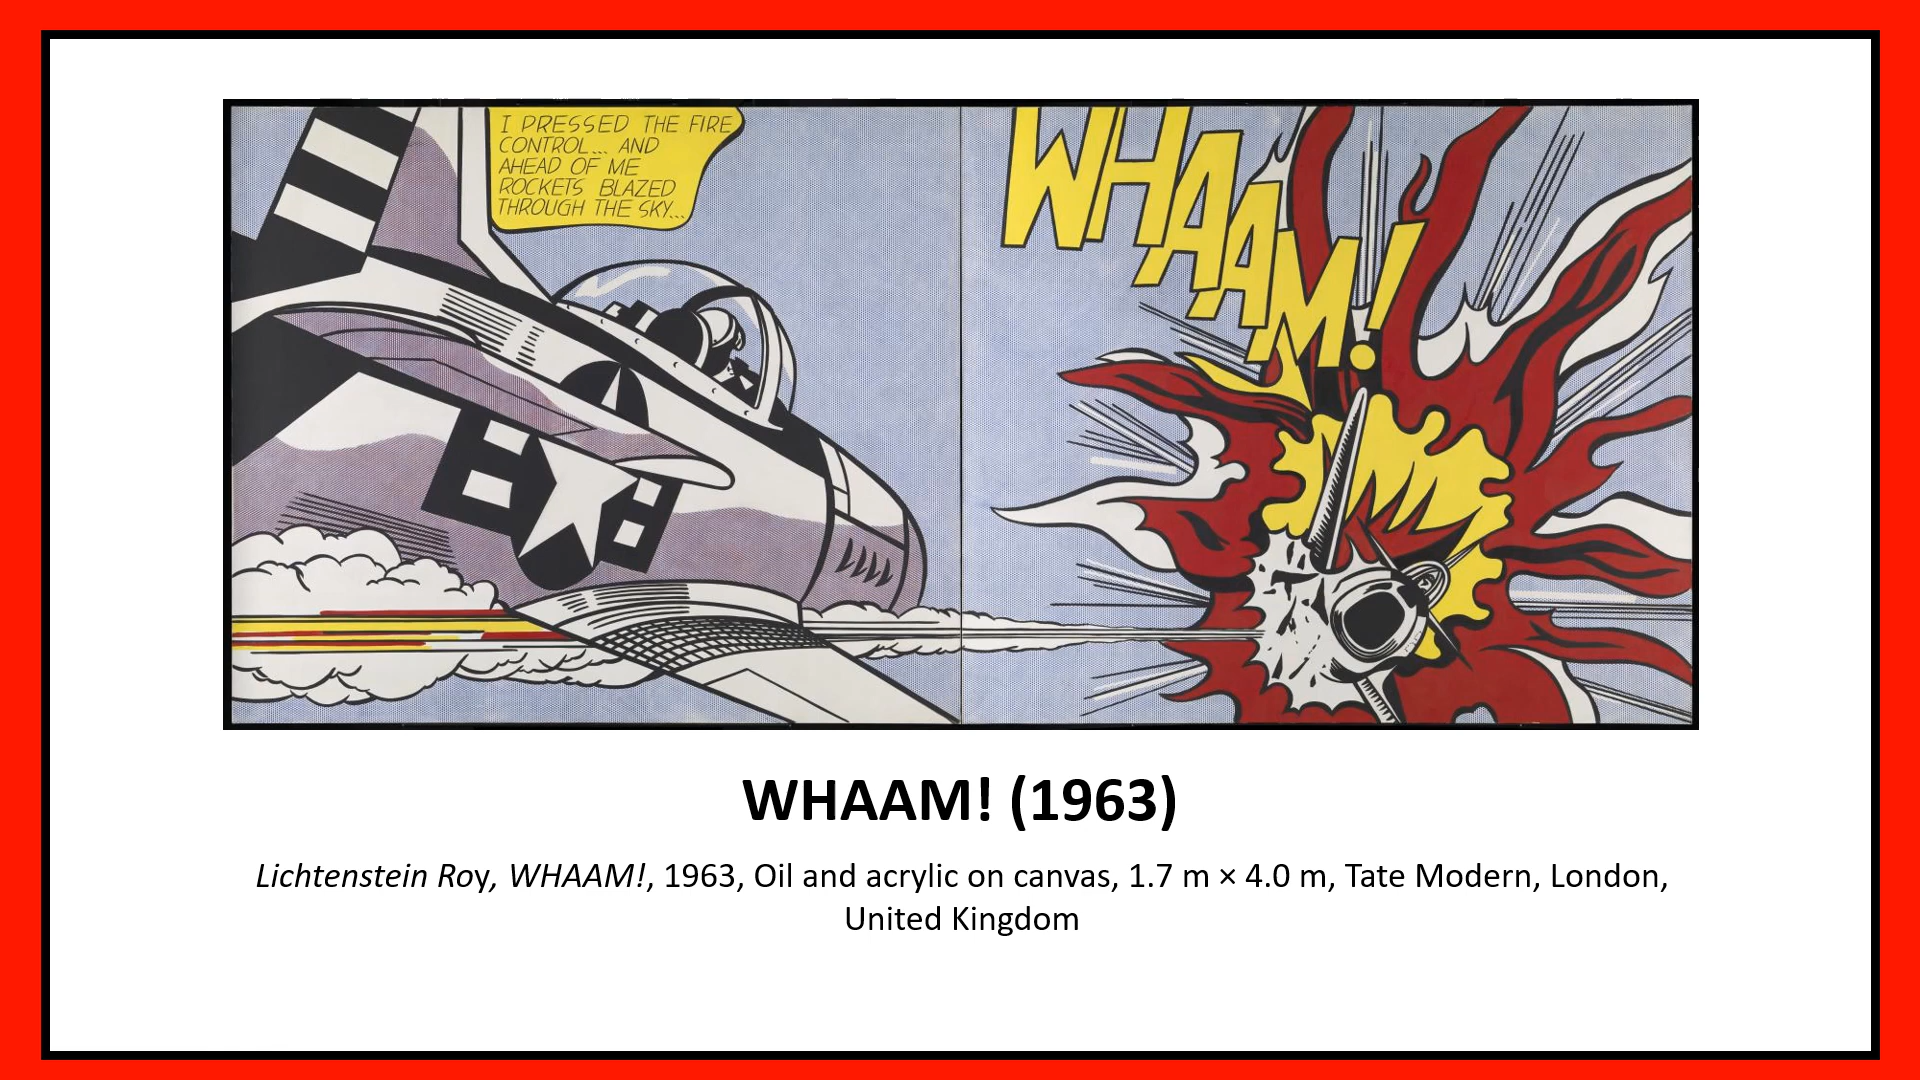 I PRESSED THE FIRE
CONTROL... AND
AHEAD OF ME
ROCKETS BLAZED
THROUGH THE SKY...
WHAAM!
WHAAM! (1963)
Lichtenstein Roy, WHAAM!, 1963, Oil and acrylic on canvas, 1.7 m × 4.0 m, Tate Modern, London,
United Kingdom